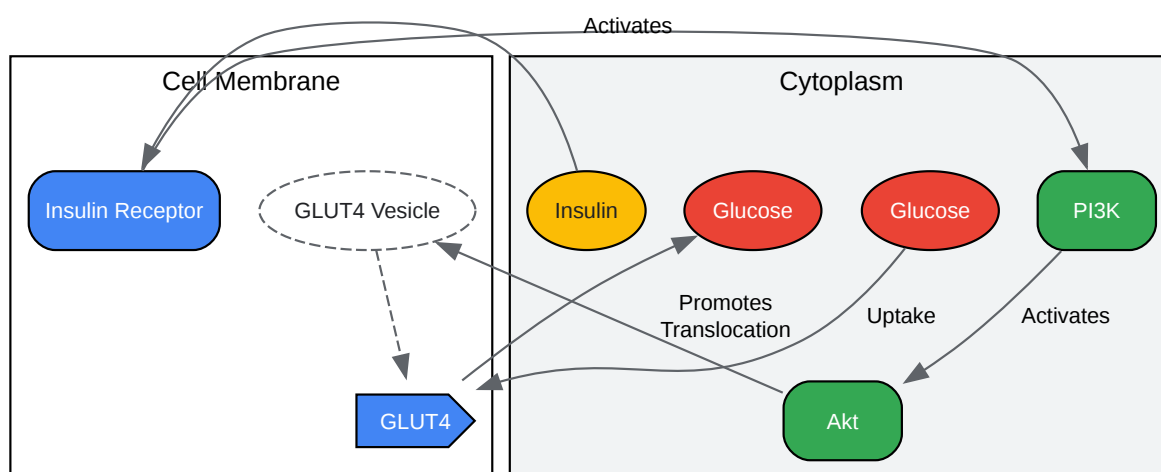 Activates
Cell Membrane
Cytoplasm
Insulin Receptor
GLUT4 Vesicle
Insulin
Glucose
Glucose
PI3K
Promotes
Translocation
Uptake
Activates
GLUT4
Akt